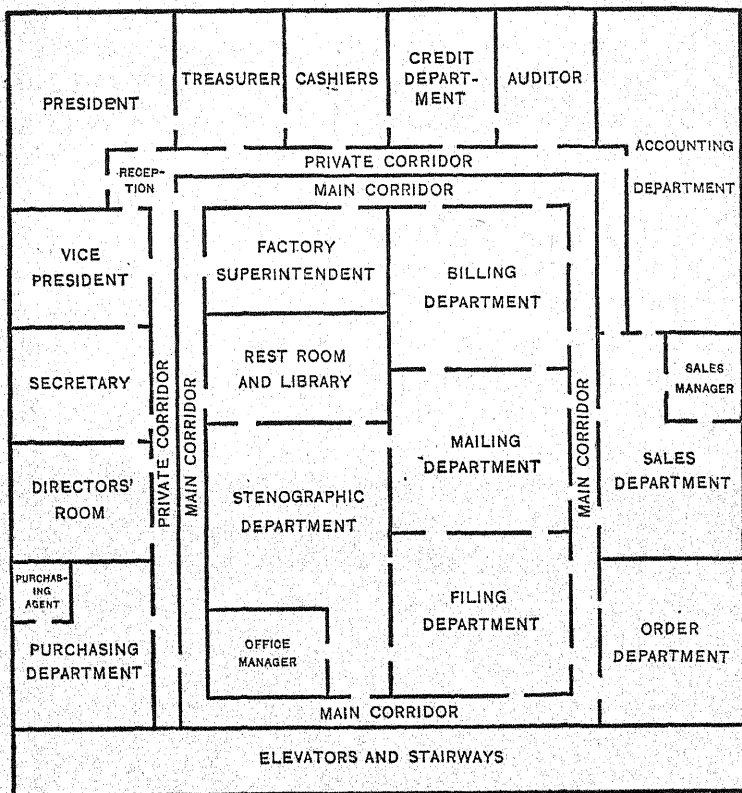 PRESIDENT
TREASURER
CASHIERS
CREDIT
DEPART-
MENT
AUDITOR
ACCOUNTING
DEPARTMENT
RECEP-
TION
PRIVATE CORRIDOR
MAIN CORRIDOR
VICE
PRESIDENT
FACTORY
SUPERINTENDENT
BILLING
DEPARTMENT
SECRETARY
PRIVATE CORRIDOR
MAIN CORRIDOR
REST ROOM
AND LIBRARY
MAIN CORRIDOR
SALES
MANAGER
DIRECTORS'
ROOM
STENOGRAPHIC
DEPARTMENT
MAILING
DEPARTMENT
SALES
DEPARTMENT
PURCHAS-
ING
AGENT
PURCHASING
DEPARTMENT
OFFICE
MANAGER
FILING
DEPARTMENT
ORDER
DEPARTMENT
MAIN CORRIDOR
ELEVATORS AND STAIRWAYS